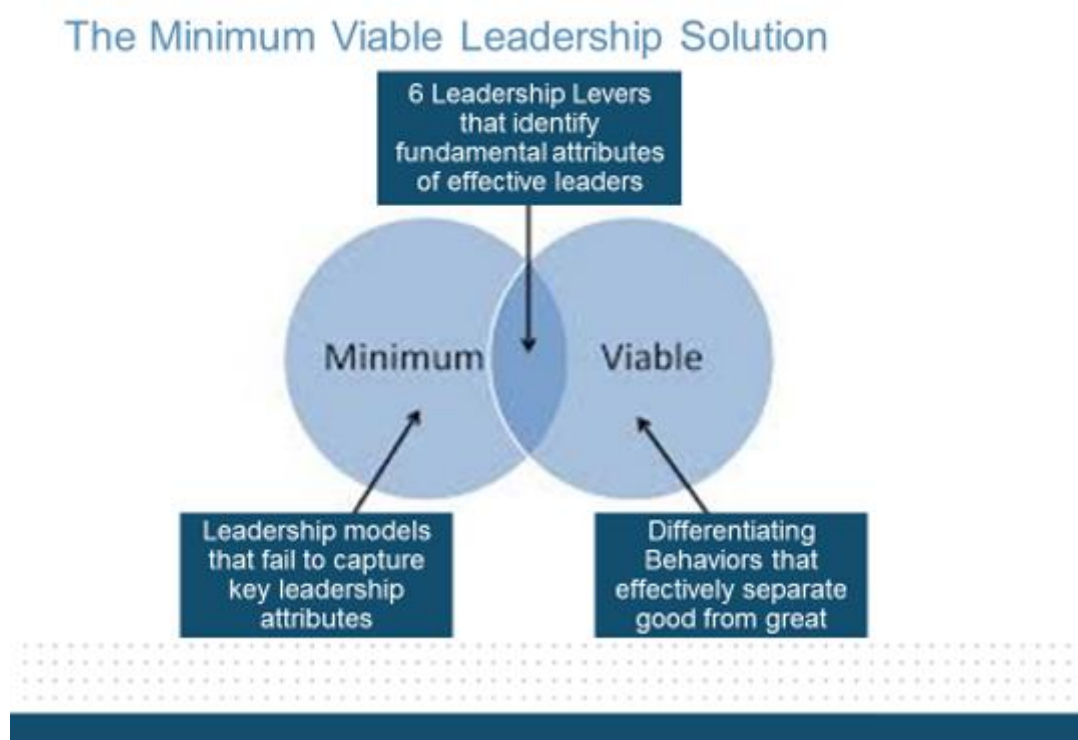 The Minimum Viable Leadership Solution
6 Leadership Levers
that identify
fundamental attributes
of effective leaders
Minimum
Viable
Leadership models
that fail to capture
key leadership
attributes
Differentiating
Behaviors that
effectively separate
good from great